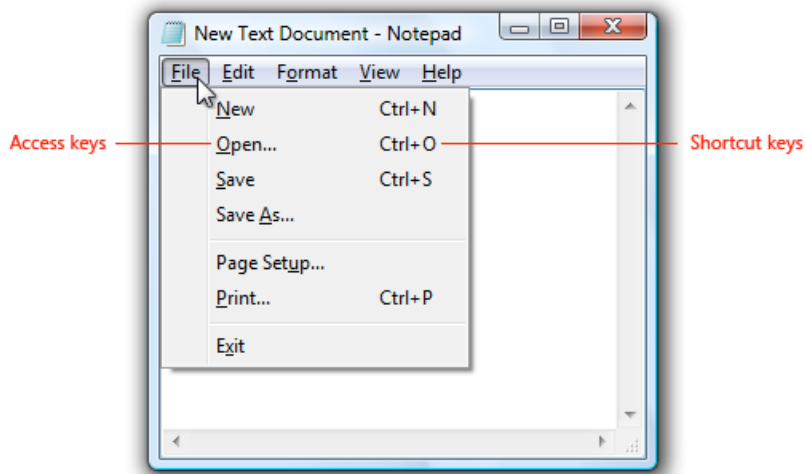 New Text Document - Notepad
File Edit Format View Help
New Ctrl+N
Access keys Open... Ctrl+O Shortcut keys
Save Ctrl+S
Save As...
Page Setup...
Print... Ctrl+P
Exit